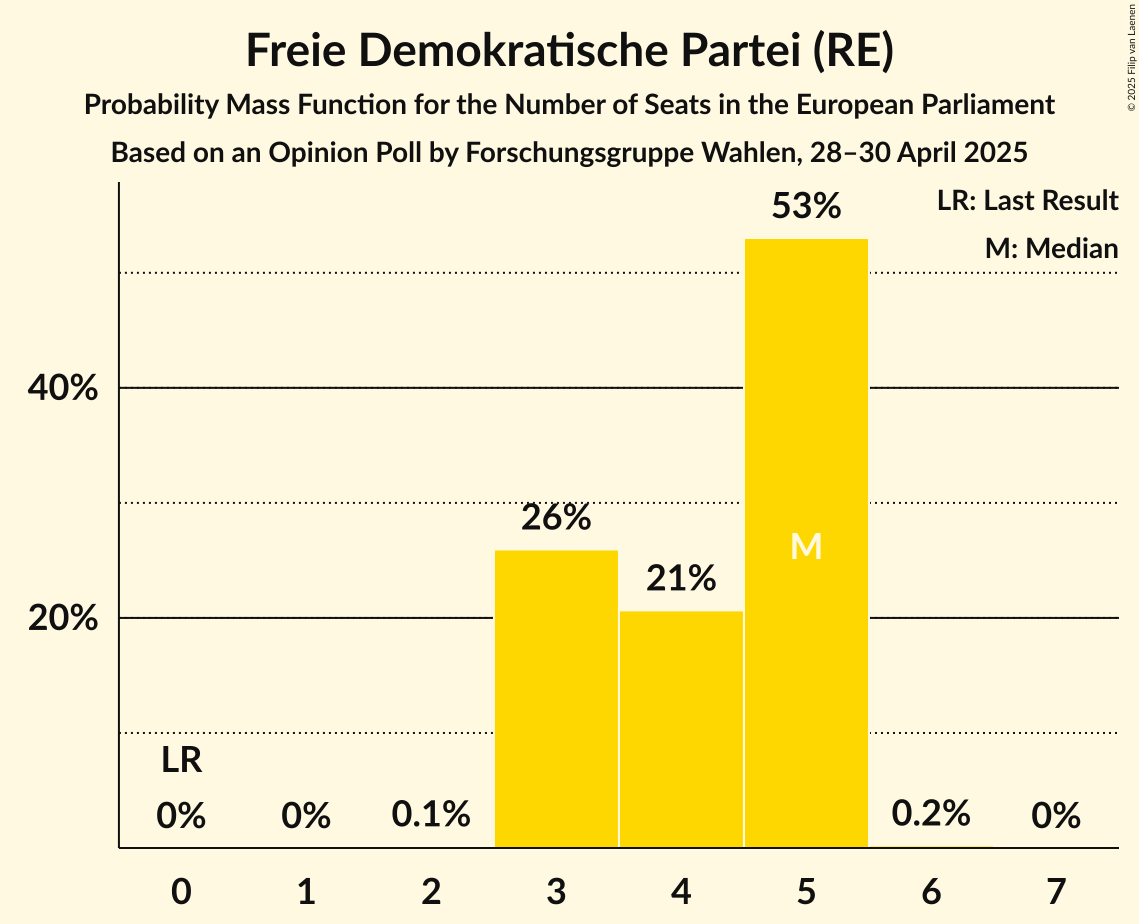 Freie Demokratische Partei (RE)
Probability Mass Function for the Number of Seats in the European Parliament
Based on an Opinion Poll by Forschungsgruppe Wahlen, 28–30 April 2025
© 2025 Filip van Laenen
LR: Last Result
M: Median
53%
40%
26%
M
21%
20%
LR
0%
0%
0.1%
0.2%
0%
0 1 2 3 4 5 6 7